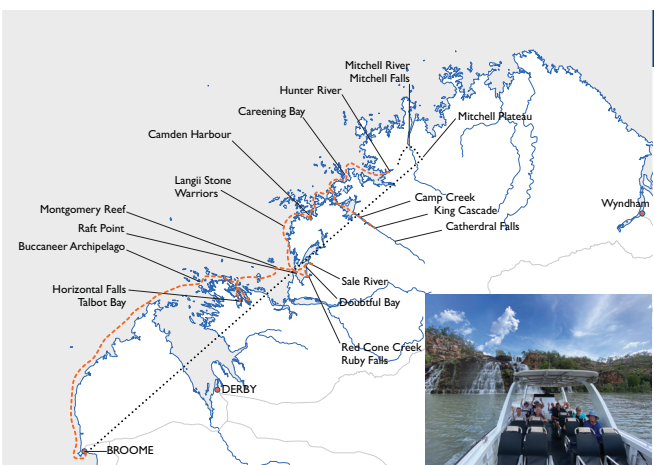 Mitchell River
Mitchell Falls
Hunter River
Careening Bay
Mitchell Plateau
Camden Harbour
Langii Stone
Warriors
Camp Creek
King Cascade
Catherdral Falls
Wyndham
Montgomery Reef
Raft Point
Buccaneer Archipelago
Horizontal Falls
Talbot Bay
Sale River
Doubtful Bay
Red Cone Creek
Ruby Falls
DERBY
BROOME